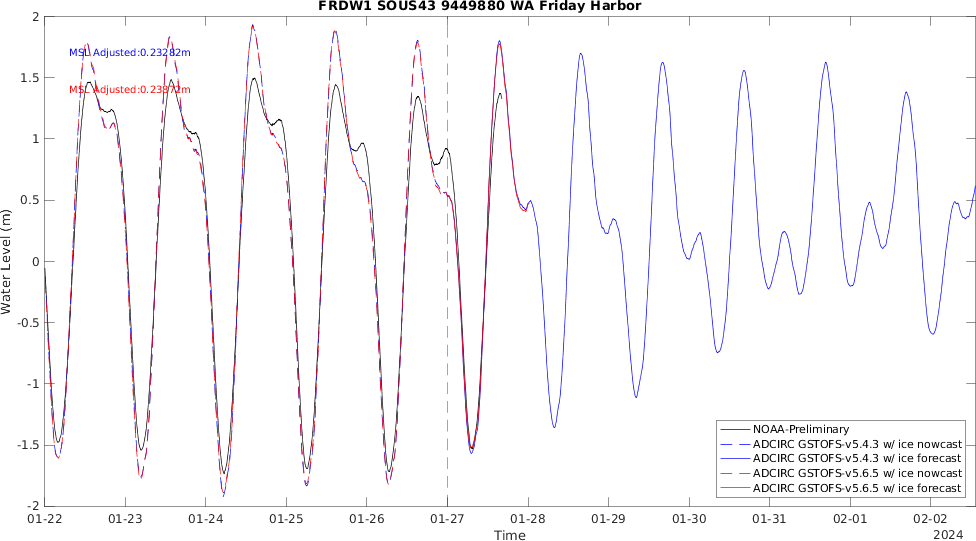 FRDW1 SOUS43 9449880 WA Friday Harbor
2
1.5
1
0.5
0
-0.5
-1
-1.5
-2
Water Level (m)
MSL Adjusted:0.23282m
MSL Adjusted:0.23872m
NOAA-Preliminary
ADCIRC GSTOFS-v5.4.3 w/ ice nowcast
ADCIRC GSTOFS-v5.4.3 w/ ice forecast
ADCIRC GSTOFS-v5.6.5 w/ ice nowcast
ADCIRC GSTOFS-v5.6.5 w/ ice forecast
01-22 01-23 01-24 01-25 01-26 01-27 01-28 01-29 01-30 01-31 02-01 02-02
2024
Time